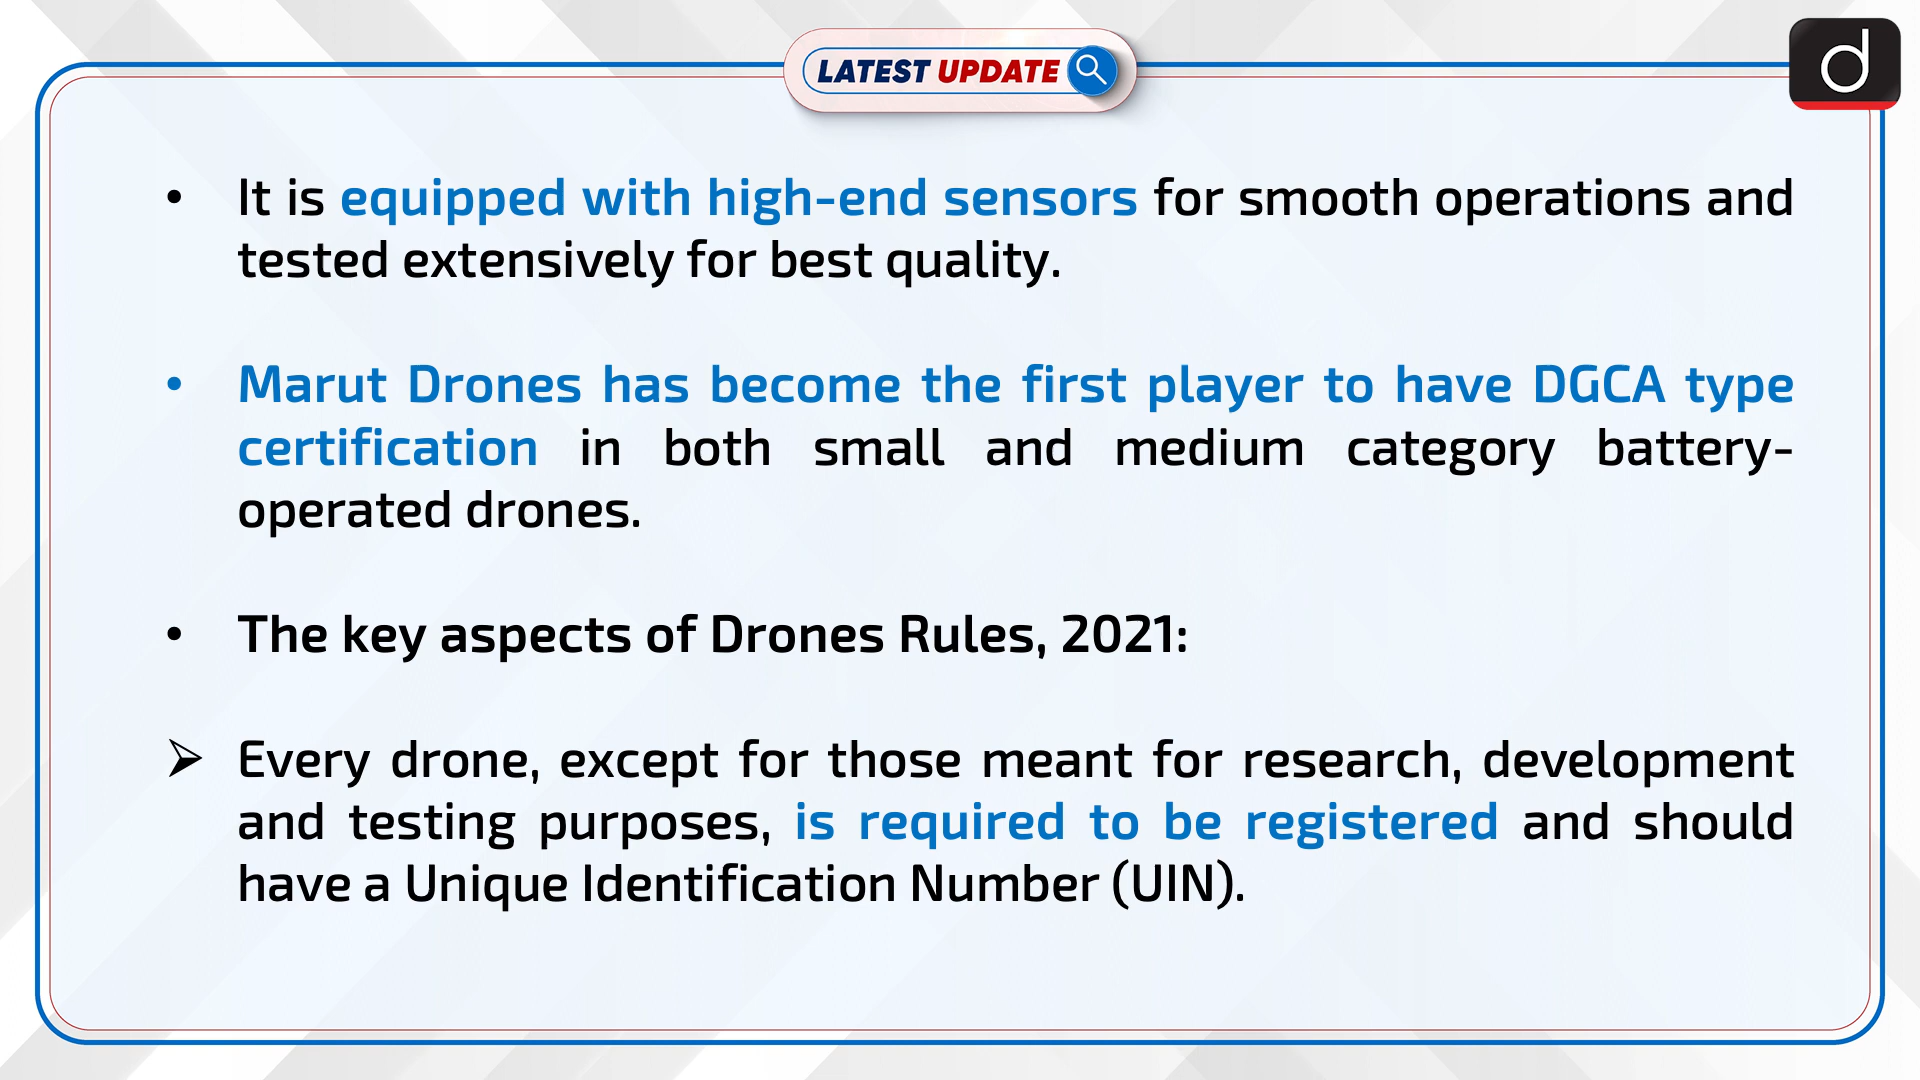 LATEST UPDATE
d
• It is equipped with high-end sensors for smooth operations and
tested extensively for best quality.
• Marut Drones has become the first player to have DGCA type
certification in both small and medium category battery-
operated drones.
• The key aspects of Drones Rules, 2021:
➢ Every drone, except for those meant for research, development
and testing purposes, is required to be registered and should
have a Unique Identification Number (UIN).